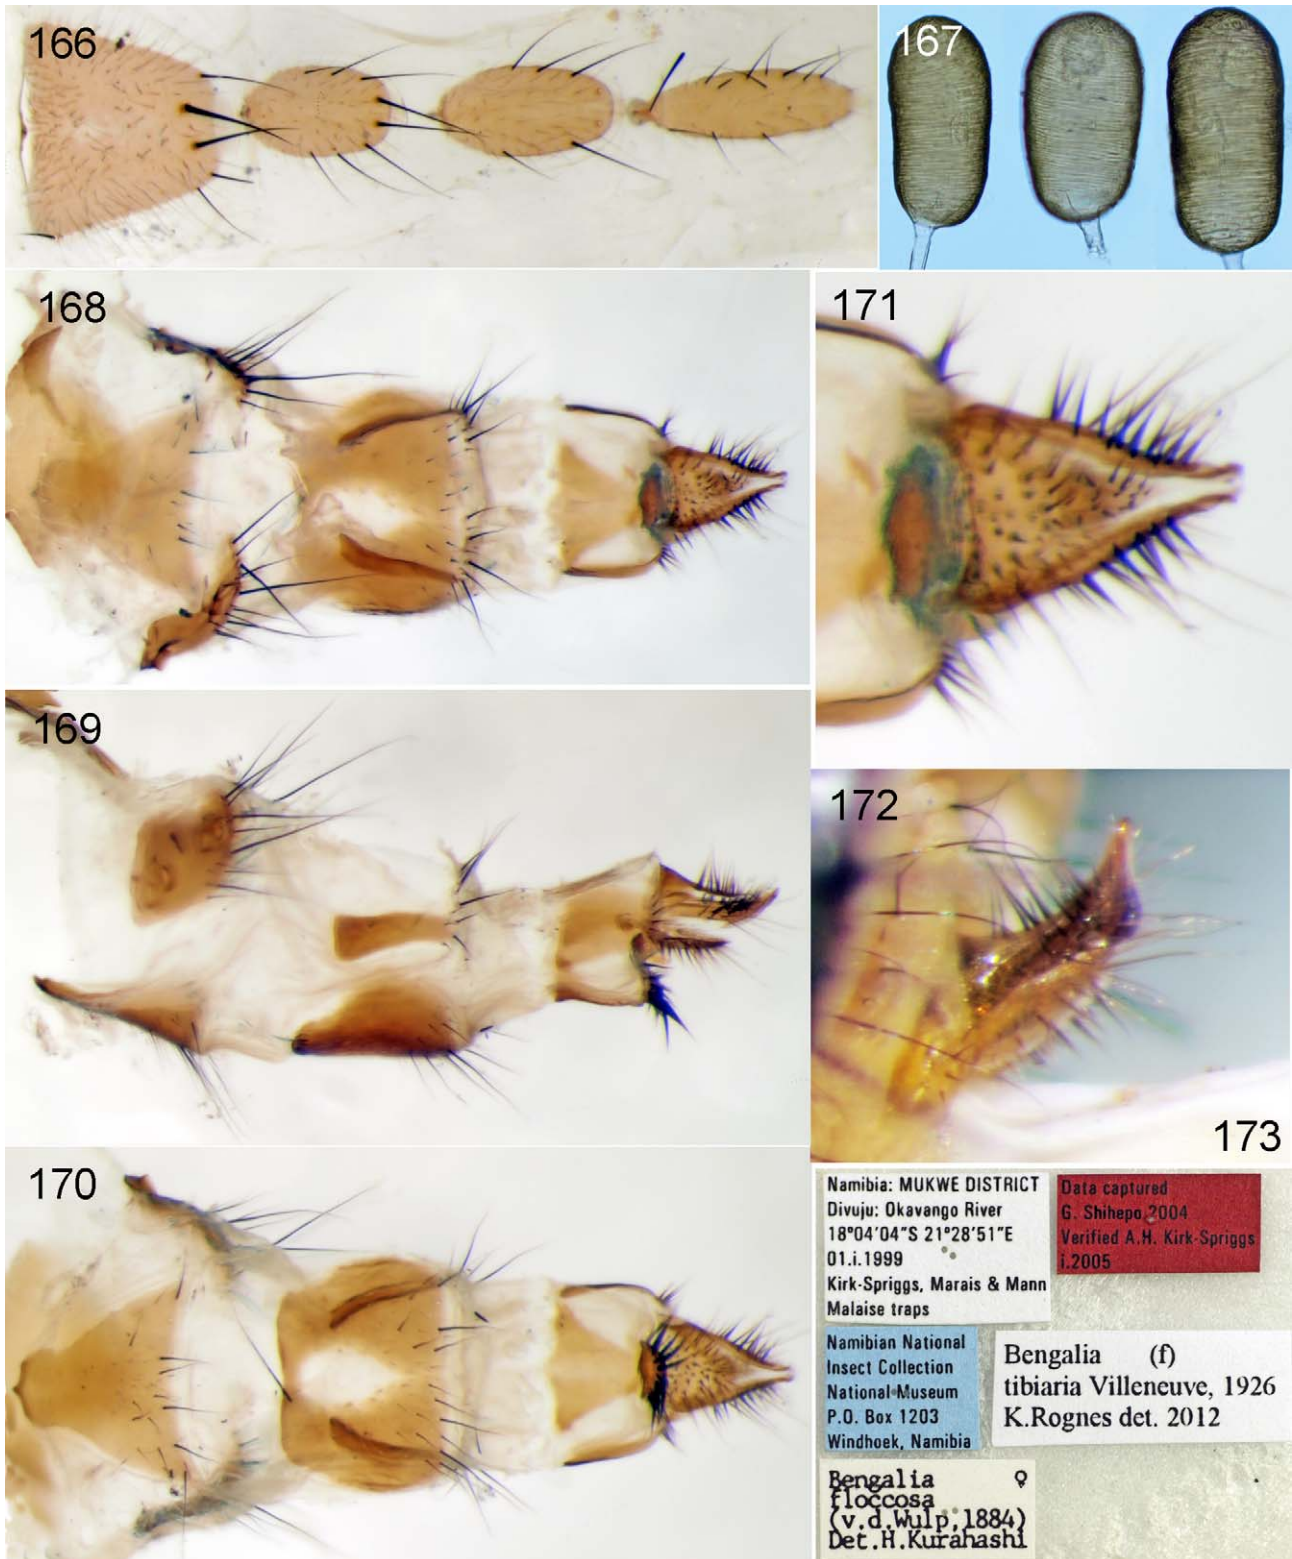 166
167
168
171
169
172
173
170
Namibia: MUKWE DISTRICT
Divuju: Okavango River
18°04'04"S 21°28'51"E
01.i.1999
Kirk-Spriggs, Marais & Mann
Malaise traps
Data captured
G. Shihepo 2004
Verified A.H. Kirk-Spriggs
i.2005
Namibian National
Insect Collection
National Museum
P.O. Box 1203
Windhoek, Namibia
Bengalia (f)
tibiaria Villeneuve, 1926
K.Rognes det. 2012
Bengalia ♀
floccosa
(v.d.Wulp,1884)
Det.H.Kurahashi